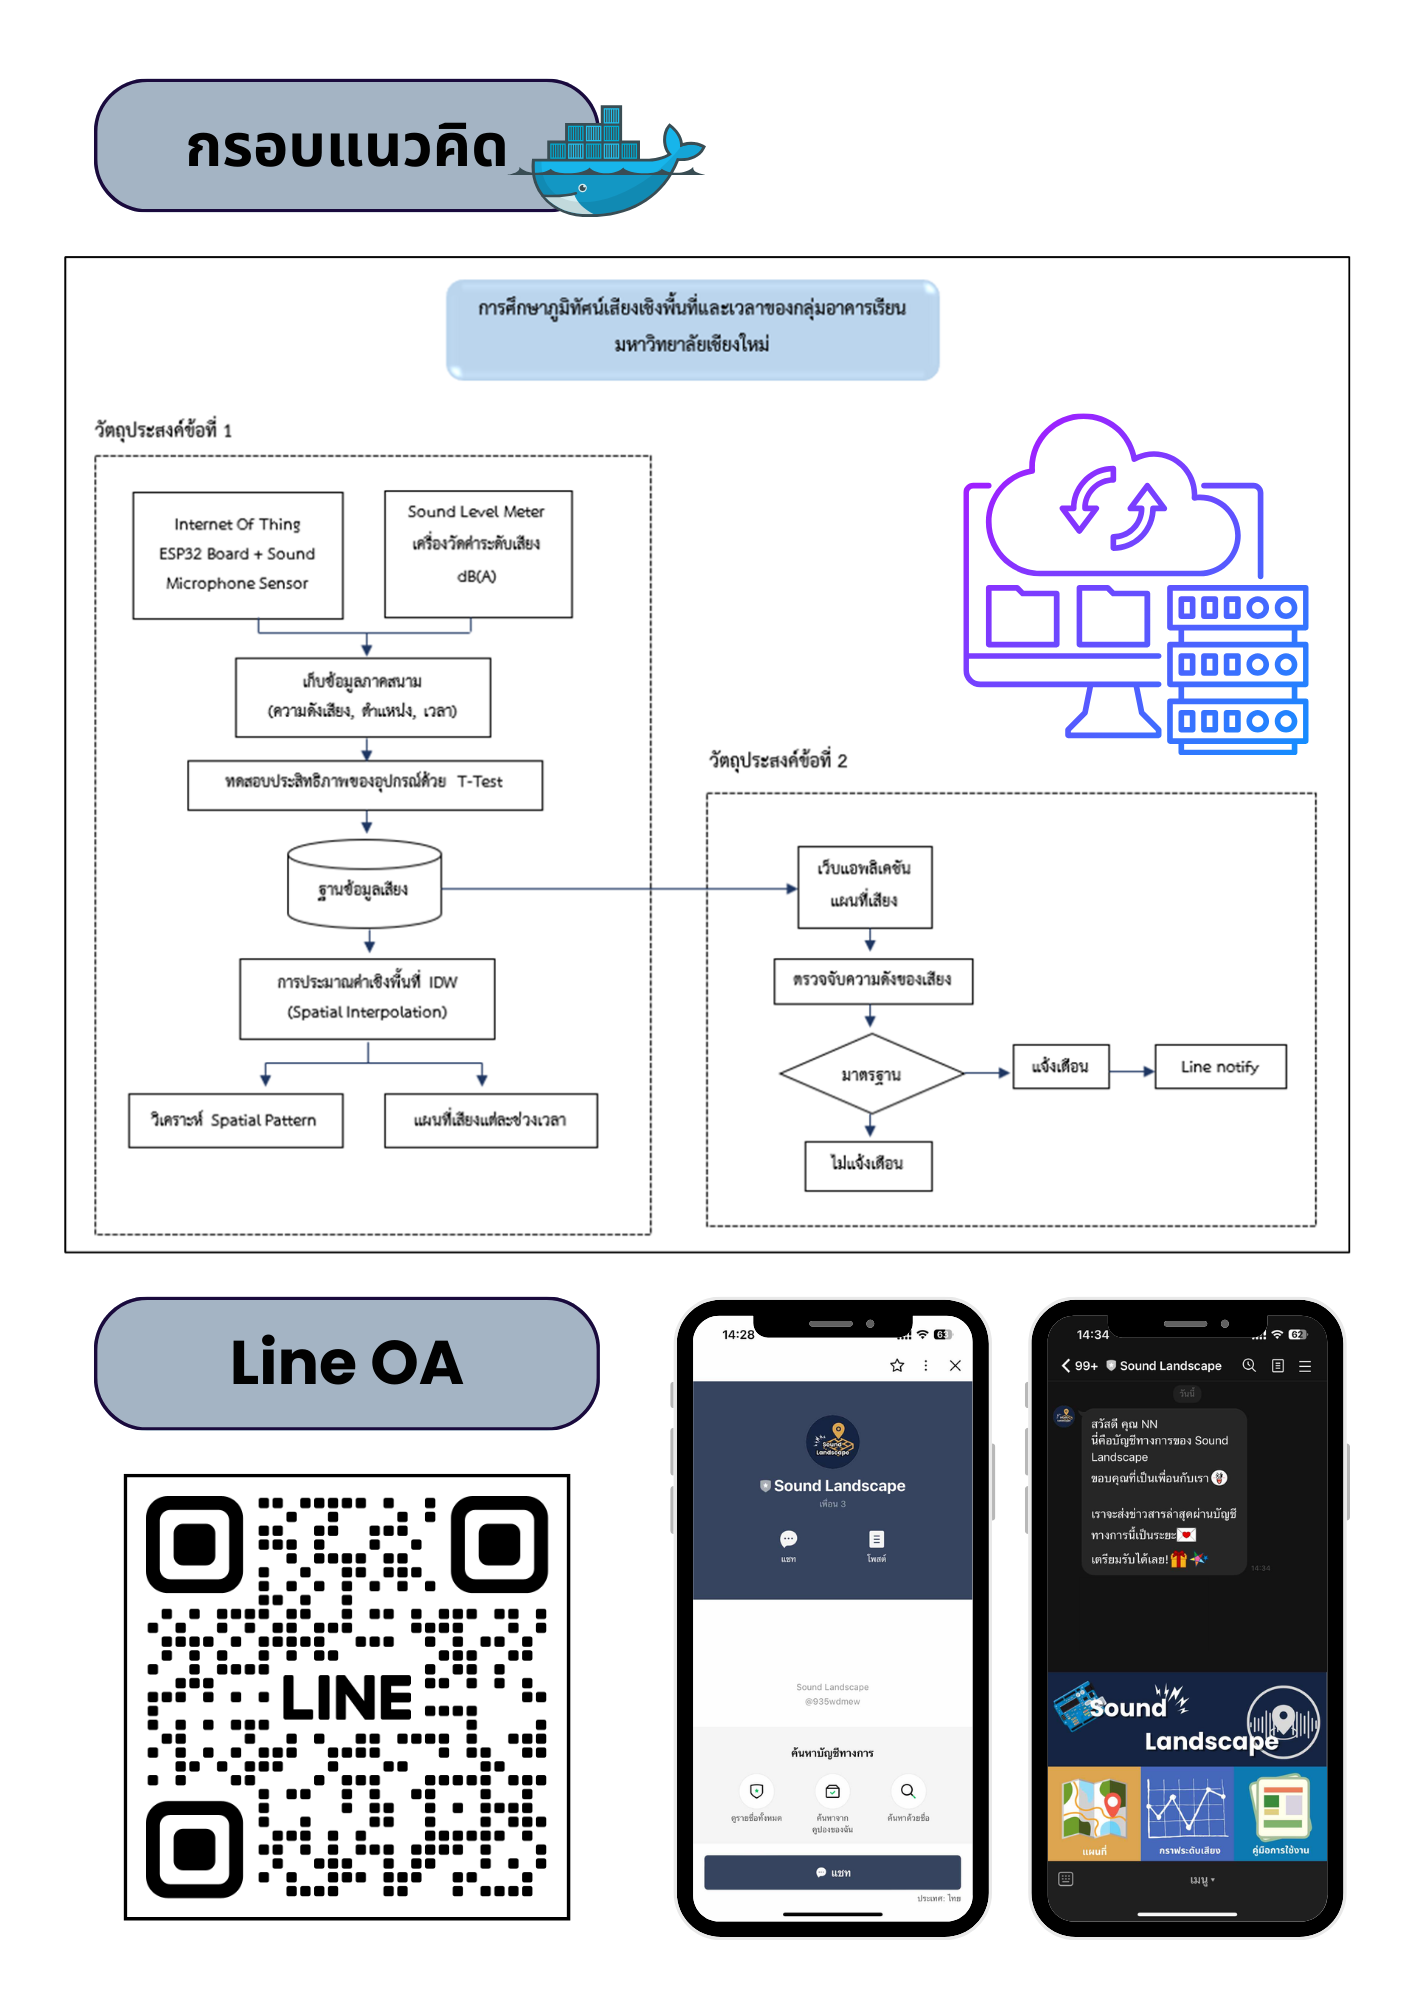 กรอบแนวคิด
การศึกษาภูมิทัศน์เสียงเชิงพื้นที่และเวลาของกลุ่มอาคารเรียน
มหาวิทยาลัยเชียงใหม่
วัตถุประสงค์ข้อที่ 1
Internet Of Thing
ESP32 Board + Sound
Microphone Sensor
Sound Level Meter
เครื่องวัดค่าระดับเสียง
dB(A)
เก็บข้อมูลภาคสนาม
(ความดังเสียง, ตำแหน่ง, เวลา)
ทดสอบประสิทธิภาพของอุปกรณ์ด้วย T-Test
ฐานข้อมูลเสียง
การประมาณค่าเชิงพื้นที่ IDW
(Spatial Interpolation)
วิเคราะห์ Spatial Pattern
แผนที่เสียงแต่ละช่วงเวลา
วัตถุประสงค์ข้อที่ 2
เว็บแอพลิเคชัน
แผนที่เสียง
ตรวจจับความดังของเสียง
มาตรฐาน
แจ้งเตือน
Line notify
ไม่แจ้งเตือน
Line OA
LINE
14:28
63
Sound
Landscape
Sound Landscape
เพื่อน 3
แชท
โพสต์
Sound Landscape
@935wdmew
ค้นหาบัญชีทางการ
ดูรายชื่อทั้งหมด
ค้นหาจาก
คูปองของฉัน
ค้นหาด้วยชื่อ
แชท
ประเทศ: ไทย
14:34
62
99+ Sound Landscape
วันนี้
สวัสดี คุณ NN
นี่คือบัญชีทางการของ Sound
Landscape
ขอบคุณที่เป็นเพื่อนกับเรา
เราจะส่งข่าวสารล่าสุดผ่านบัญชี
ทางการนี้เป็นระยะ
เตรียมรับได้เลย!
14:34
Sound
Landscape
แผนที่
กราฟระดับเสียง
คู่มือการใช้งาน
เมนู